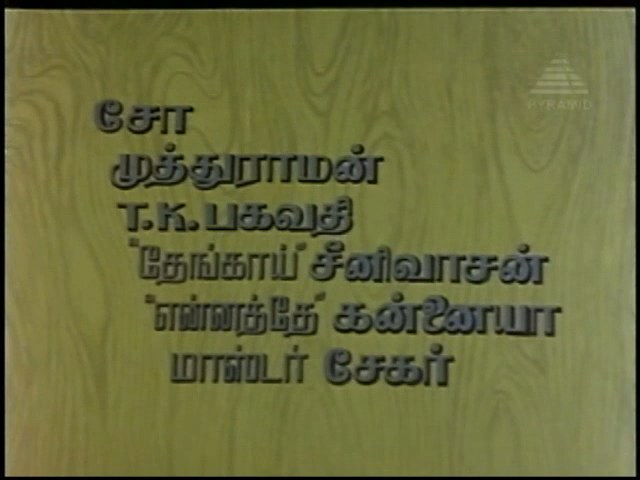 PYRAMID
சோ
முத்துராமன்
T.K.பகவதி
"தேங்காய்" சீனிவாசன்
"என்னத்தே" கன்னையா
மாஸ்டர் சேகர்